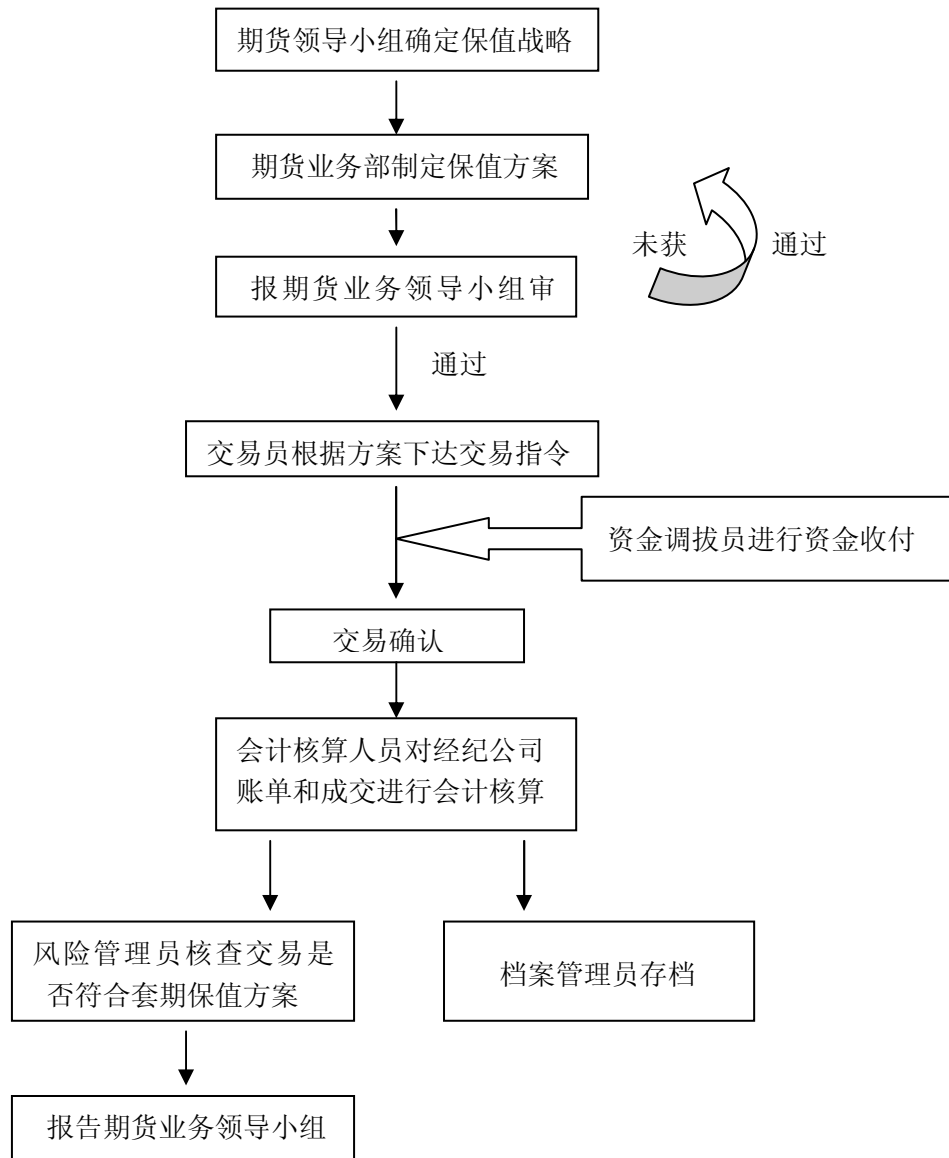 期货领导小组确定保值战略
期货业务部制定保值方案
未获 通过
报期货业务领导小组审
通过
交易员根据方案下达交易指令
资金调拔员进行资金收付
交易确认
会计核算人员对经纪公司
账单和成交进行会计核算
风险管理员核查交易是
否符合套期保值方案
档案管理员存档
报告期货业务领导小组